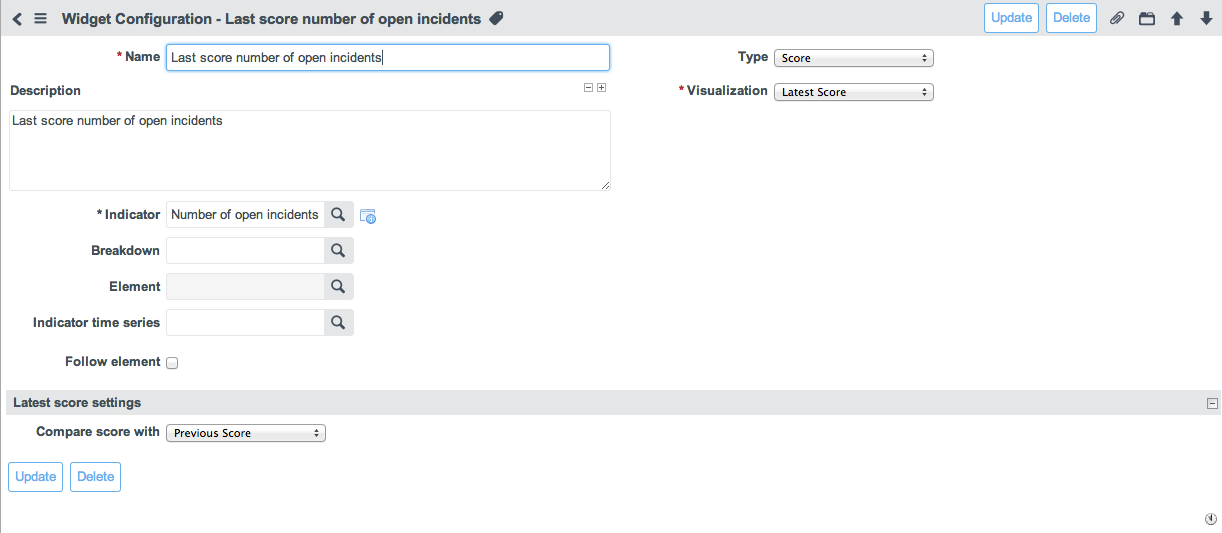 Widget Configuration - Last score number of open incidents
Update Delete
* Name Last score number of open incidents
Type Score
Description
* Visualization Latest Score
Last score number of open incidents
* Indicator Number of open incidents
Breakdown
Element
Indicator time series
Follow element
Latest score settings
Compare score with Previous Score
Update Delete